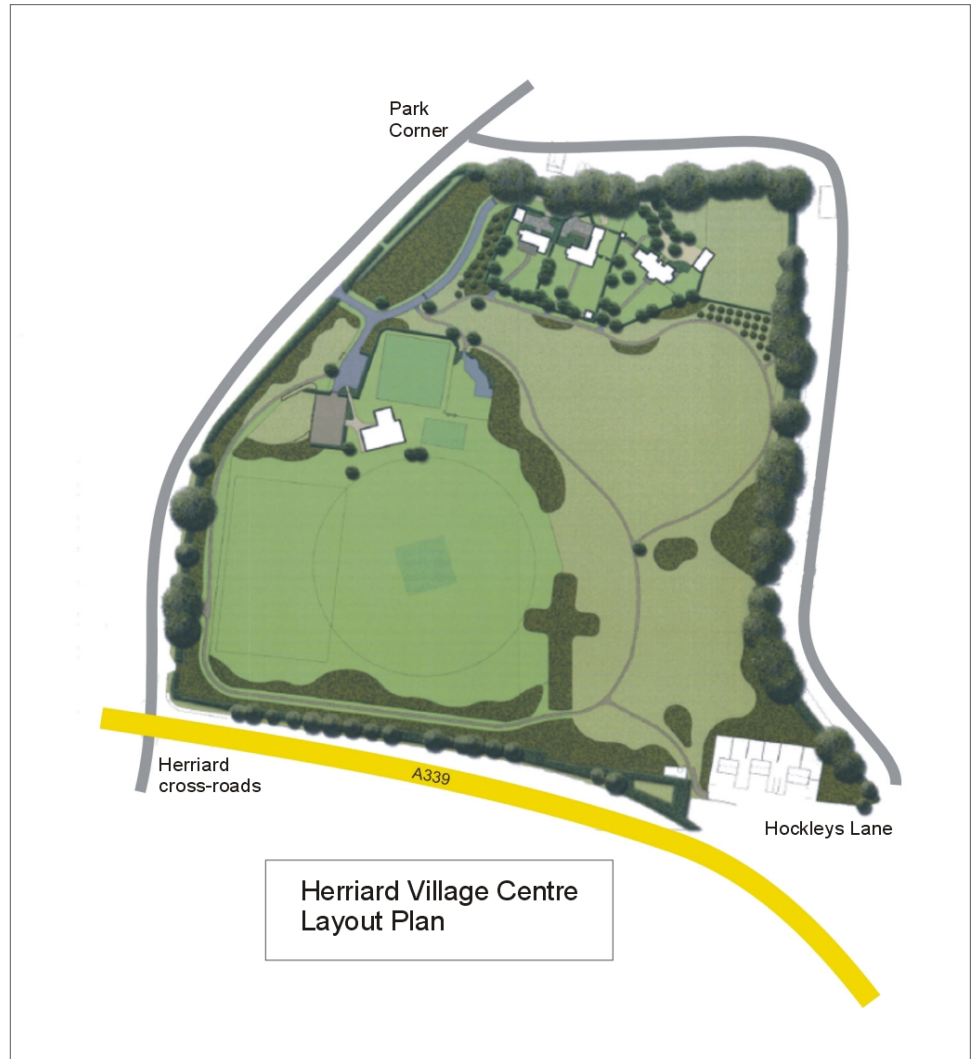 Park
Corner
Herriard
cross-roads
A339
Hockleys Lane
Herriard Village Centre
Layout Plan